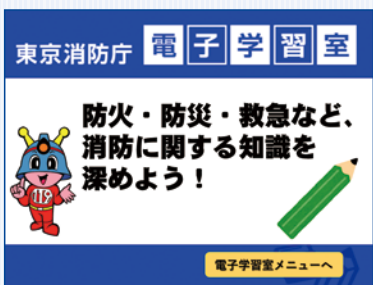 東京消防庁 電子学習室
防火・防災・救急など、
消防に関する知識を
深めよう！
119
電子学習室メニューへ